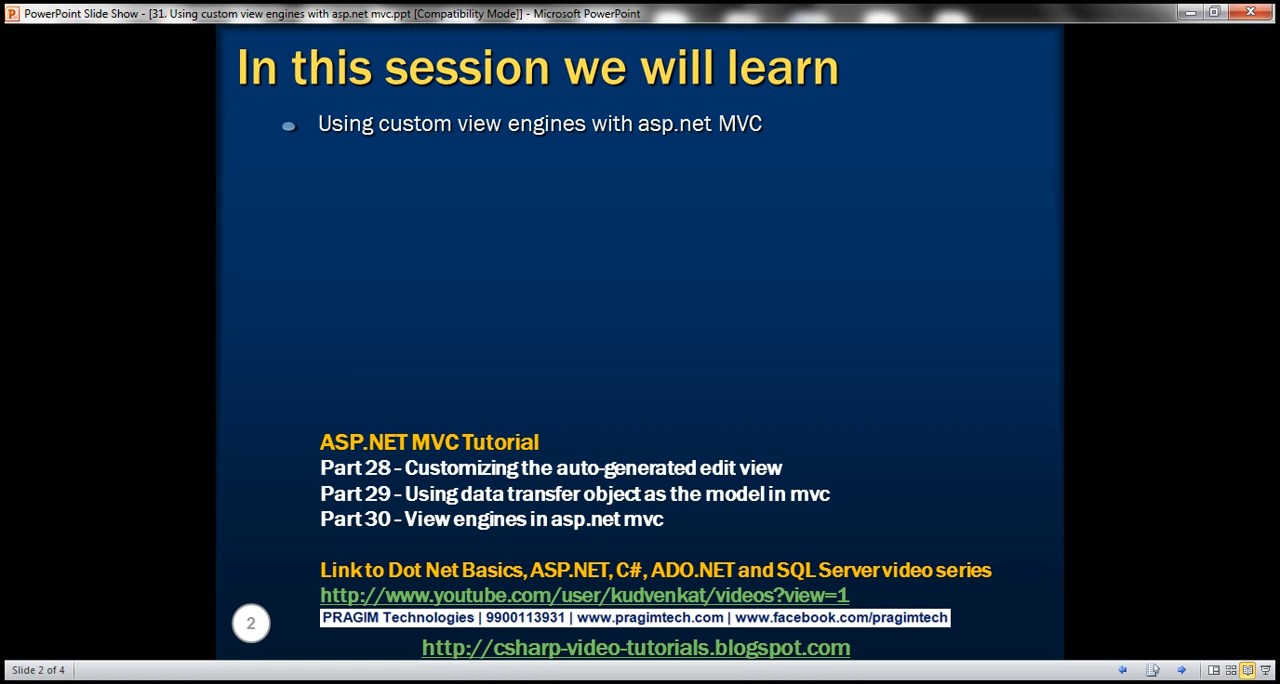 PowerPoint Slide Show - [31. Using custom view engines with asp.net mvc.ppt [Compatibility Mode]] - Microsoft PowerPoint
In this session we will learn
Using custom view engines with asp.net MVC
ASP.NET MVC Tutorial
Part 28 - Customizing the auto-generated edit view
Part 29 - Using data transfer object as the model in mvc
Part 30 - View engines in asp.net mvc
Link to Dot Net Basics, ASP.NET, C#, ADO.NET and SQL Server video series
http://www.youtube.com/user/kudvenkat/videos?view=1
PRAGIM Technologies | 9900113931 | www.pragimtech.com | www.facebook.com/pragimtech
2
http://csharp-video-tutorials.blogspot.com
Slide 2 of 4